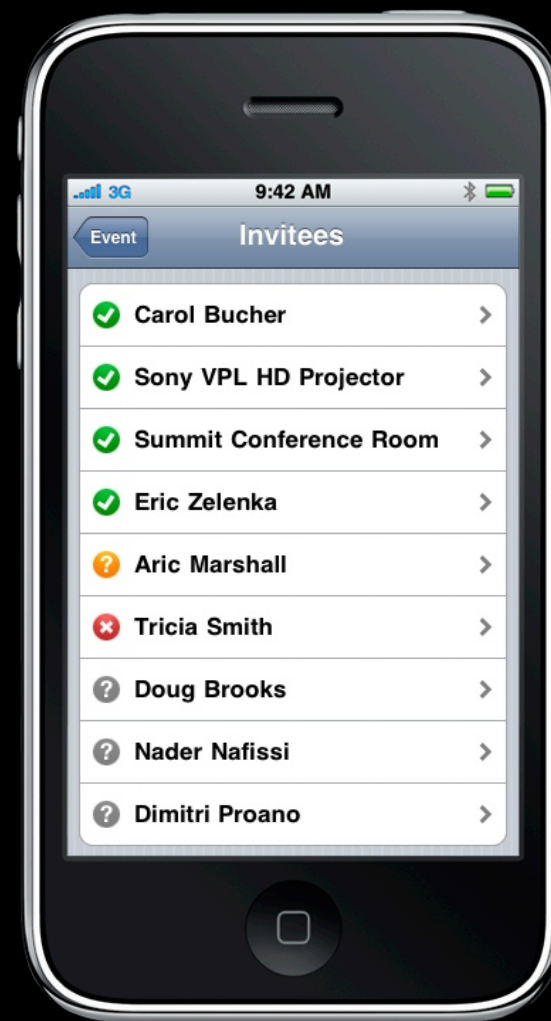 3G 9:42 AM
Event Invitees
Carol Bucher
Sony VPL HD Projector
Summit Conference Room
Eric Zelenka
Aric Marshall
Tricia Smith
Doug Brooks
Nader Nafissi
Dimitri Proano